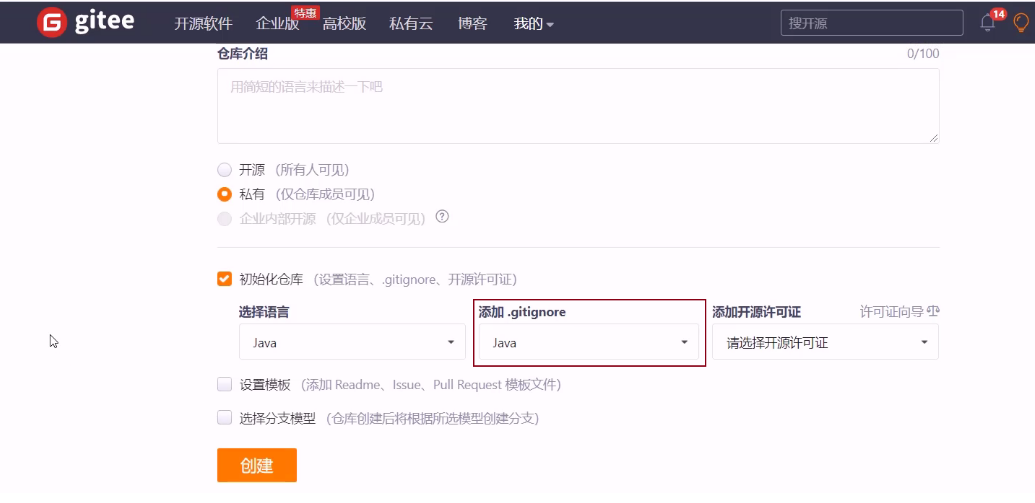 gitee 开源软件 企业版 特惠 高校版 私有云 博客 我的 搜开源 14
仓库介绍 0/100
用简短的语言来描述一下吧
开源 (所有人可见)
私有 (仅仓库成员可见)
企业内部开源 (仅企业成员可见) ?
初始化仓库 (设置语言、.gitignore、开源许可证)
选择语言 添加 .gitignore 添加开源许可证 许可证向导
Java Java 请选择开源许可证
设置模板 (添加 Readme、Issue、Pull Request 模板文件)
选择分支模型 (仓库创建后将根据所选模型创建分支)
创建